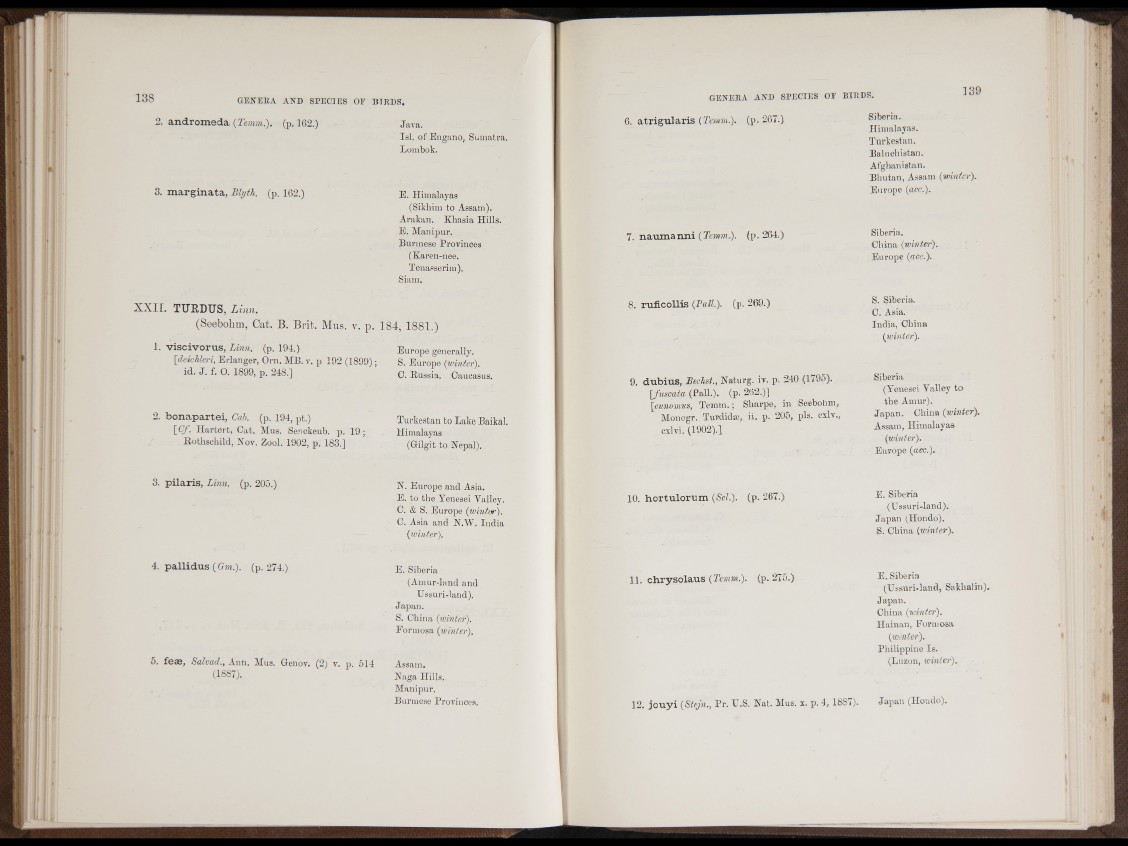 138 GENERA AND SPECIES OF BIRDS.
2. andromeda (Temm.). (p. 162.) Java.
Isl. of Engano, Sumatra.
Lombok.
3. marginata, Blyth. (p. 162.) E. Himalayas
(Sikhim to Assam).
Arakan. Khasia Hills.
E. Manipur.
Burmese Provinces
(Karen-nee.
Tenasserim).
Siam.
XXII. TURDUS, Linn.
(Seebohm, Cat. B. Brit. Mus. v. p. 184, 1881.)
1. viscivorus, Linn. (p. 194.) Europe generally.
[deichleri, Erlanger, Orn. MB. v. p 192 (1899); S. Europe (winter).
id. J. f. O. 1899, p. 248.] C. Russia. Caucasus.
2. bonapartei, Cab. (p. 194, pt.) Turkestan to Lake Baikal.
[Cf. Hartert, Cat. Mus. Senckenb. p. 19; Himalayas
Rothschild, Nov. Zool. 1902, p. 183.] (Gilgit to Nepal).
3. pilaris, Linn. (p. 205.) N. Europe and Asia.
E. to the Yenesei Valley.
C. & S. Europe (winter).
C. Asia and N.W. India
(winter).
4. pallidus (Gm.). (p. 274.) E. Siberia
(Amur-land and
Ussuri-land).
Japan.
S. China (winter).
Formosa (winter).
5. feæ, Salvad., Ann. Mus. Genov. (2) v. p. 514 Assam.
(1887). Naga Hills.
Manipur.
Burmese Provinces.
GENERA AND SPECIES OF BIRDS. 139
6. atrigularis (Temm.). (p. 267.) Siberia.
Himalayas.
Turkestan.
Baluchistan.
Afghanistan.
Bhutan, Assam (winter).
Europe (acc.).
7. naumanni (Temm.). (p. 264.) Siberia.
China (winter).
Europe (acc.).
8. ruficollis (Pall.). (p. 269.) S. Siberia.
C. Asia.
India, China
(winter).
9. dubius, Bechst., Naturg. iv. p. 240 (1795). Siberia
[fuscata (Pall.). (p. 262.)] (Yenesei Valley to
[eunomus, Temm.; Sharpe, in Seebohm, the Amur).
Monogr. Turdidæ, ii. p. 205, pls. cxlv., Japan. China (winter).
cxlvi. (1902).] Assam, Himalayas
(winter).
Europe (acc.).
10. hortulorum (Scl.). (p. 267.) E. Siberia
(Ussuri-land).
Japan (Hondo).
S. China (winter).
11. chrysolaus (Temm.). (p. 275.) E. Siberia
(Ussuri-land, Sakhalin).
Japan.
China (winter).
Hainan, Formosa
(winter).
Philippine Is.
(Luzon, winter).
12. jouyi (Stejn., Pr. U.S. Nat. Mus. x. p. 4, 1887). Japan (Hondo).